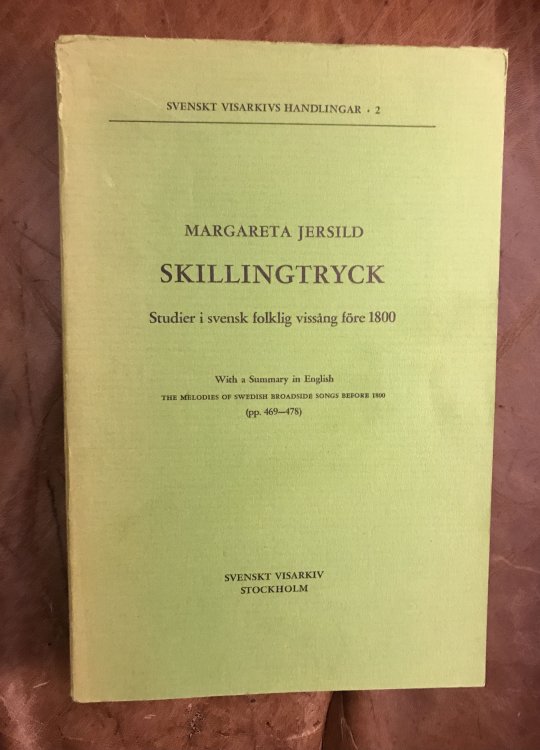 SVENSKT VISARKIVS HANDLINGAR · 2
MARGARETA JERSILD
SKILLINGTRYCK
Studier i svensk folklig vissång före 1800
With a Summary in English
THE MELODIES OF SWEDISH BROADSIDE SONGS BEFORE 1800
(pp. 469—478)
SVENSKT VISARKIV
STOCKHOLM